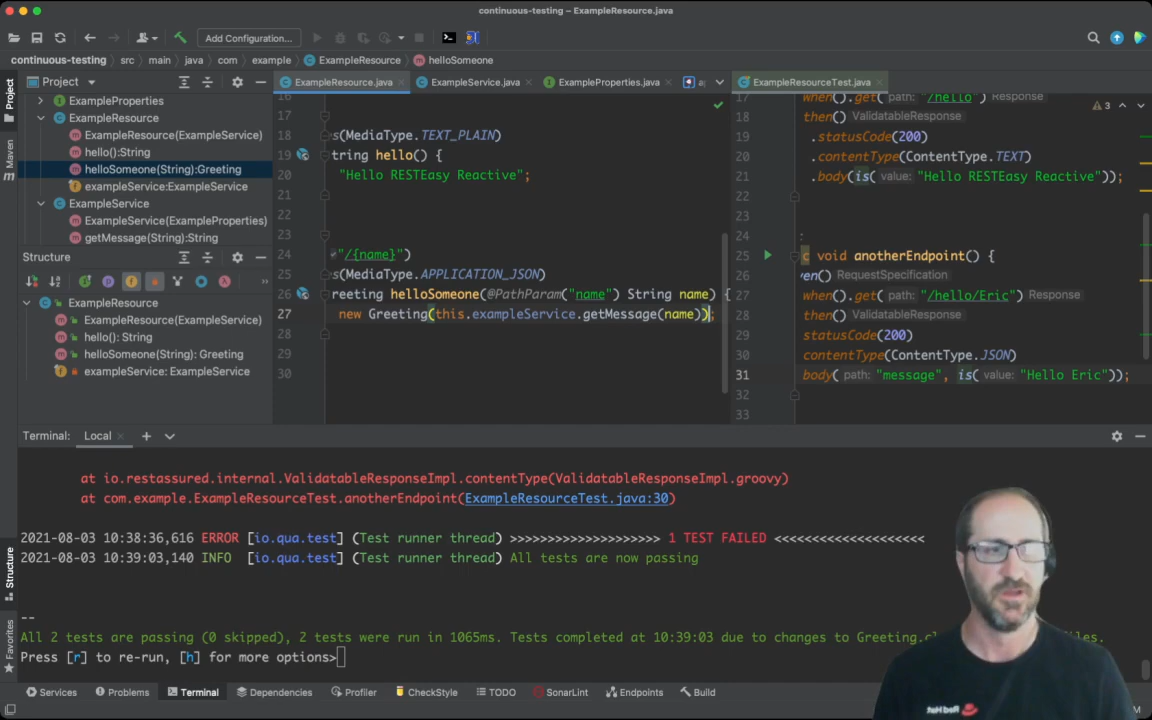 continuous-testing – ExampleResource.java
Add Configuration...
continuous-testing src main java com example ExampleResource helloSomeone
Project
ExampleResource.java ExampleService.java ExampleProperties.java
ExampleResourceTest.java
Project
Maven
Structure
Favorites
ExampleProperties
ExampleResource
ExampleResource(ExampleService)
hello():String
helloSomeone(String):Greeting
exampleService:ExampleService
ExampleService
ExampleService(ExampleProperties)
getMessage(String):String
Structure
ExampleResource
ExampleResource(ExampleService)
hello(): String
helloSomeone(String): Greeting
exampleService: ExampleService
16
17
18 s(MediaType.TEXT_PLAIN)
19 tring hello() {
20 "Hello RESTEasy Reactive";
21
22
23
24 "/{name}")
25 s(MediaType.APPLICATION_JSON)
26 reeting helloSomeone(@PathParam("name") String name) {
27 new Greeting(this.exampleService.getMessage(name));
28
29
30
3
17 when().get( path: "/hello") Response
18 then() ValidatableResponse
19 .statusCode(200)
20 .contentType(ContentType.TEXT)
21 .body(is( value: "Hello RESTEasy Reactive"));
22
23
24 :
25 c void anotherEndpoint() {
26 ven() RequestSpecification
27 when().get( path: "/hello/Eric") Response
28 then() ValidatableResponse
29 statusCode(200)
30 contentType(ContentType.JSON)
31 body( path: "message", is( value: "Hello Eric"));
32
33
Terminal: Local
at io.restassured.internal.ValidatableResponseImpl.contentType(ValidatableResponseImpl.groovy)
at com.example.ExampleResourceTest.anotherEndpoint(ExampleResourceTest.java:30)
2021-08-03 10:38:36,616 ERROR [io.qua.test] (Test runner thread) >>>>>>>>>>>>>>>>>>>> 1 TEST FAILED <<<<<<<<<<<<<<<<<<<<
2021-08-03 10:39:03,140 INFO [io.qua.test] (Test runner thread) All tests are now passing
--
All 2 tests are passing (0 skipped), 2 tests were run in 1065ms. Tests completed at 10:39:03 due to changes to Greeting.cl iles.
Press [r] to re-run, [h] for more options>
Services Problems Terminal Dependencies Profiler CheckStyle TODO SonarLint Endpoints Build